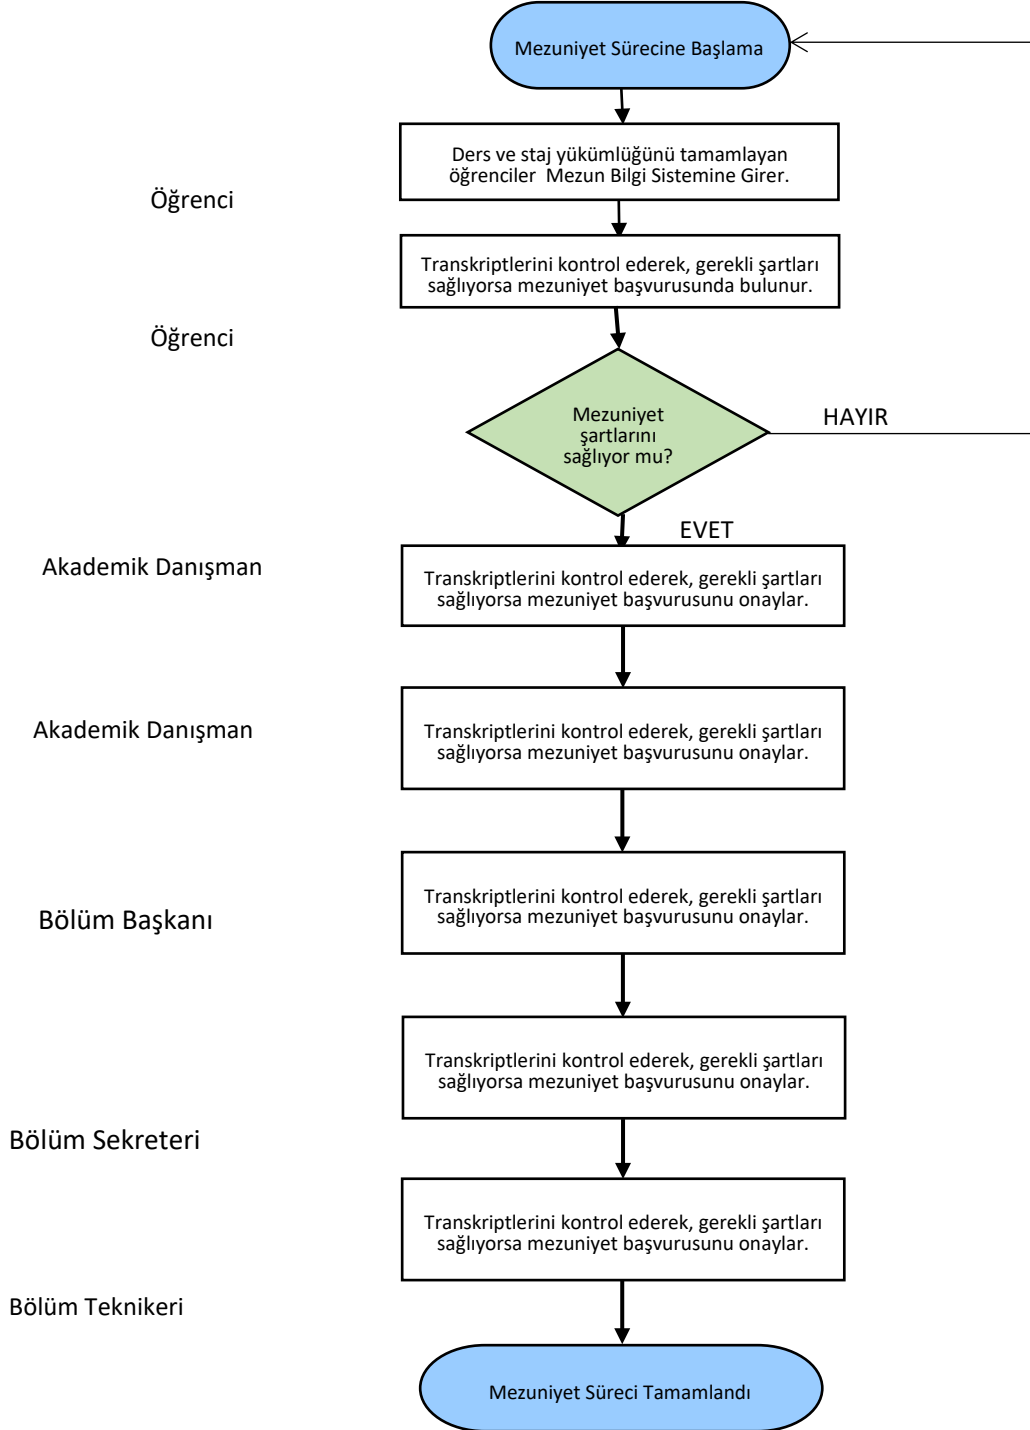 Mezuniyet Sürecine Başlama
Ders ve staj yükümlüğünü tamamlayan
öğrenciler  Mezun Bilgi Sistemine Girer.
Öğrenci
Transkriptlerini kontrol ederek, gerekli şartları
sağlıyorsa mezuniyet başvurusunda bulunur.
Öğrenci
Mezuniyet
şartlarını
sağlıyor mu?
HAYIR
EVET
Akademik Danışman
Transkriptlerini kontrol ederek, gerekli şartları
sağlıyorsa mezuniyet başvurusunu onaylar.
Akademik Danışman
Transkriptlerini kontrol ederek, gerekli şartları
sağlıyorsa mezuniyet başvurusunu onaylar.
Bölüm Başkanı
Transkriptlerini kontrol ederek, gerekli şartları
sağlıyorsa mezuniyet başvurusunu onaylar.
Transkriptlerini kontrol ederek, gerekli şartları
sağlıyorsa mezuniyet başvurusunu onaylar.
Bölüm Sekreteri
Transkriptlerini kontrol ederek, gerekli şartları
sağlıyorsa mezuniyet başvurusunu onaylar.
Bölüm Teknikeri
Mezuniyet Süreci Tamamlandı